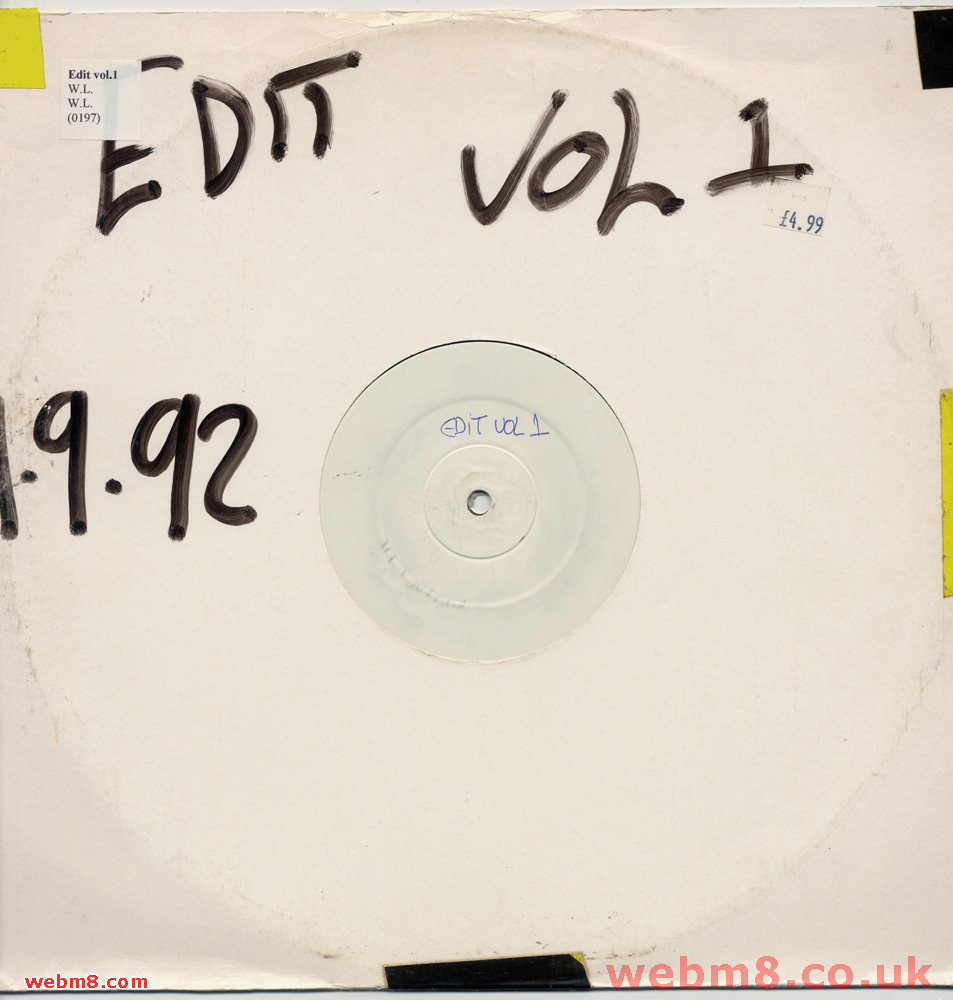 EDIT VOL 1
Edit vol.1
W.L.
W.L.
(0197)
£4.99
1.9.92
EDiT VOL 1
webm8.com
webm8.co.uk